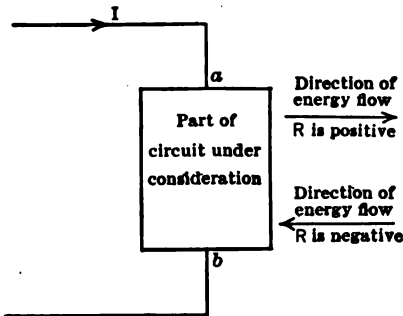 I
a
Part of
circuit under
consideration
b
Direction of
energy flow
R is positive
Direction of
energy flow
R is negative